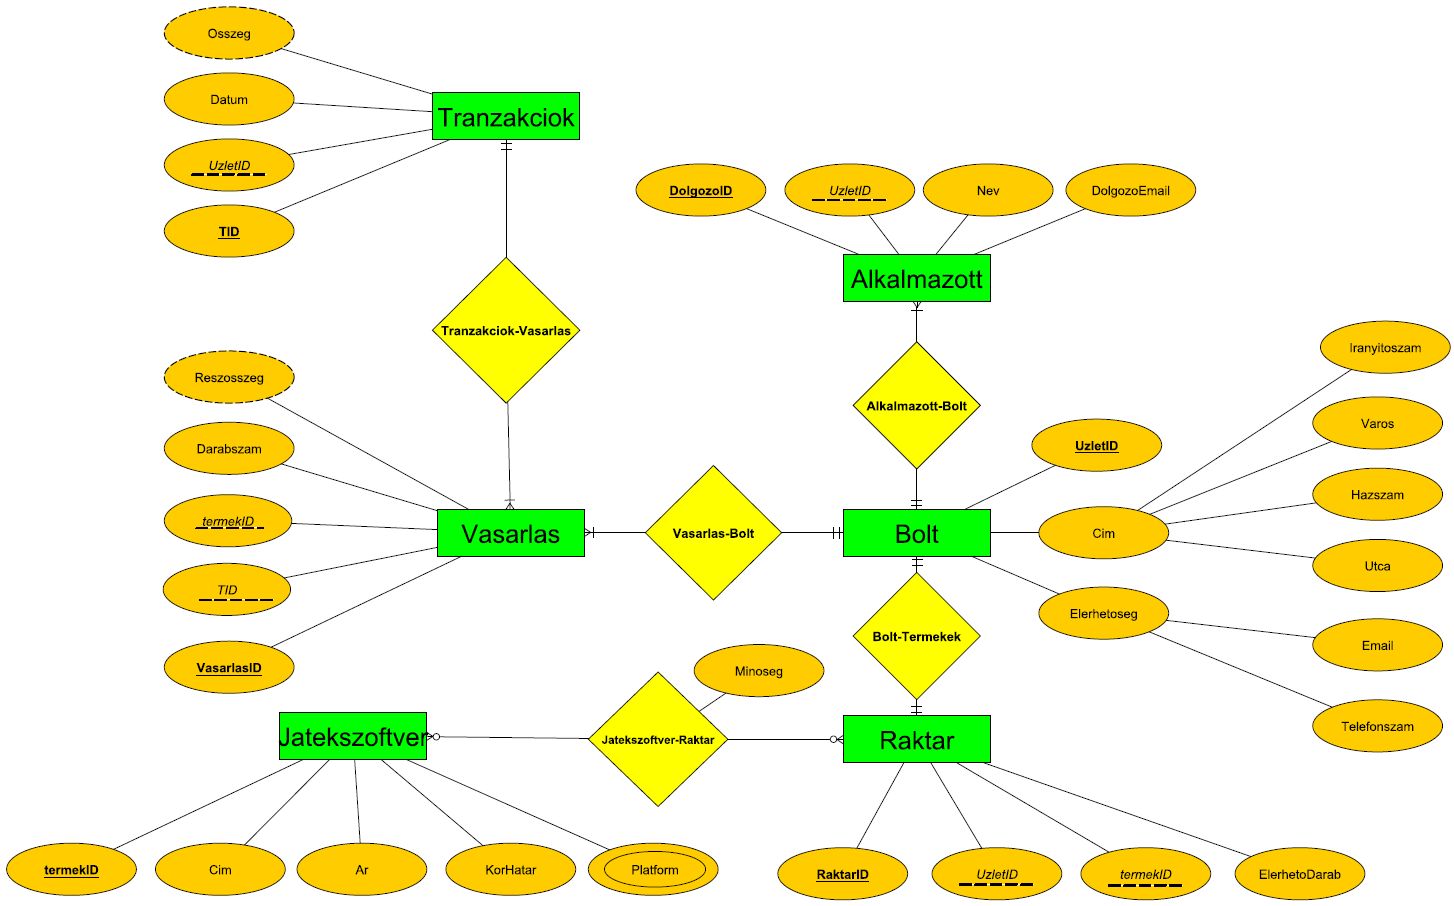 Osszeg
Datum
UzletID
TID
Tranzakciok
Tranzakciok-Vasarlas
DolgozoID
UzletID
Nev
DolgozoEmail
Alkalmazott
Alkalmazott-Bolt
Reszosszeg
Darabszam
termekID
TID
VasarlasID
Vasarlas
Vasarlas-Bolt
Bolt
UzletID
Cim
Iranyitoszam
Varos
Hazszam
Utca
Elerhetoseg
Email
Telefonszam
Bolt-Termekek
Minoseg
Jatekszoftver
Jatekszoftver-Raktar
Raktar
termekID
Cim
Ar
KorHatar
Platform
RaktarID
UzletID
termekID
ElerhetoDarab